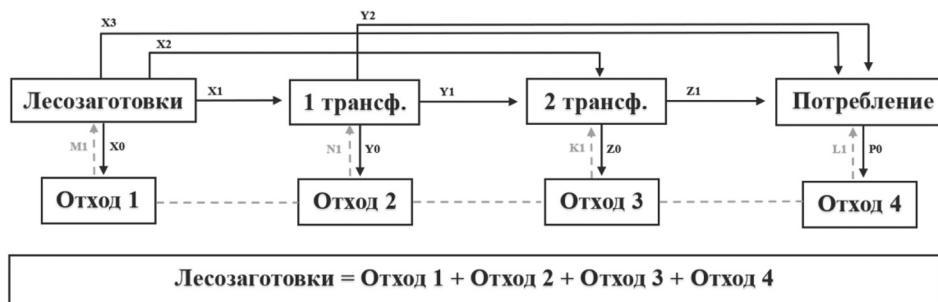 Y2
X3
X2
Лесозаготовки X1 1 трансф. Y1 2 трансф. Z1 Потребление
M1 X0 N1 Y0 K1 Z0 L1 P0
Отход 1 Отход 2 Отход 3 Отход 4
Лесозаготовки = Отход 1 + Отход 2 + Отход 3 + Отход 4